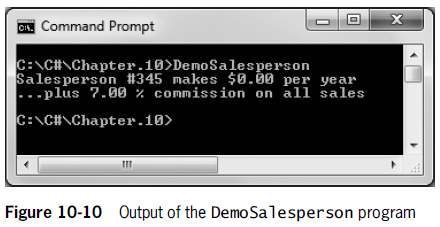 Command Prompt
C:\C#\Chapter.10>DemoSalesperson
Salesperson #345 makes $0.00 per year
...plus 7.00 % commission on all sales
C:\C#\Chapter.10>
Figure 10-10 Output of the DemoSalesperson program